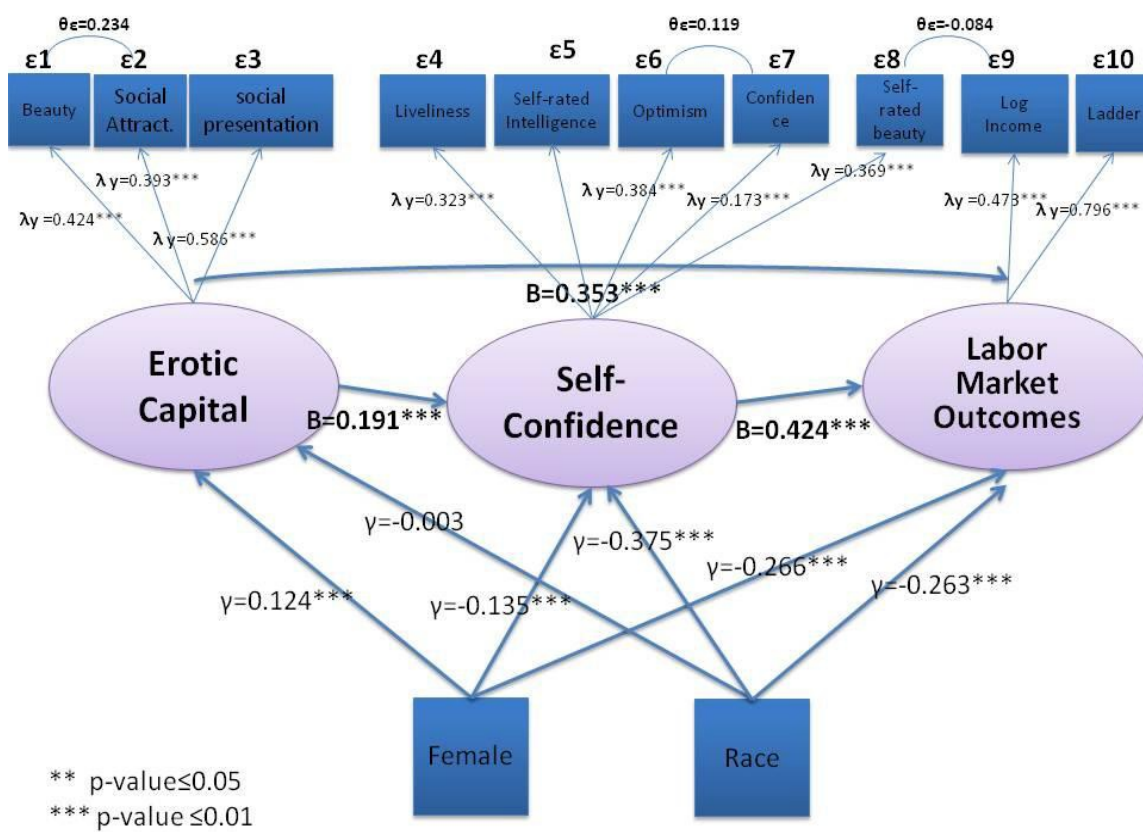 θε=0.234
θε=0.119
θε=-0.084
ε1
ε2
ε3
ε4
ε5
ε6
ε7
ε8
ε9
ε10
Beauty
Social
Attract.
social
presentation
Liveliness
Self-rated
Intelligence
Optimism
Confiden
ce
Self-
rated
beauty
Log
Income
Ladder
λy=0.424***
λy=0.393***
λy=0.586***
λy=0.323***
λy=0.384***
λy=0.173***
λy=0.369***
λy=0.473***
λy=0.796***
B=0.353***
Erotic
Capital
Self-
Confidence
Labor
Market
Outcomes
B=0.191***
B=0.424***
γ=-0.003
γ=-0.375***
γ=-0.266***
γ=0.124***
γ=-0.135***
γ=-0.263***
Female
Race
** p-value≤0.05
*** p-value ≤0.01